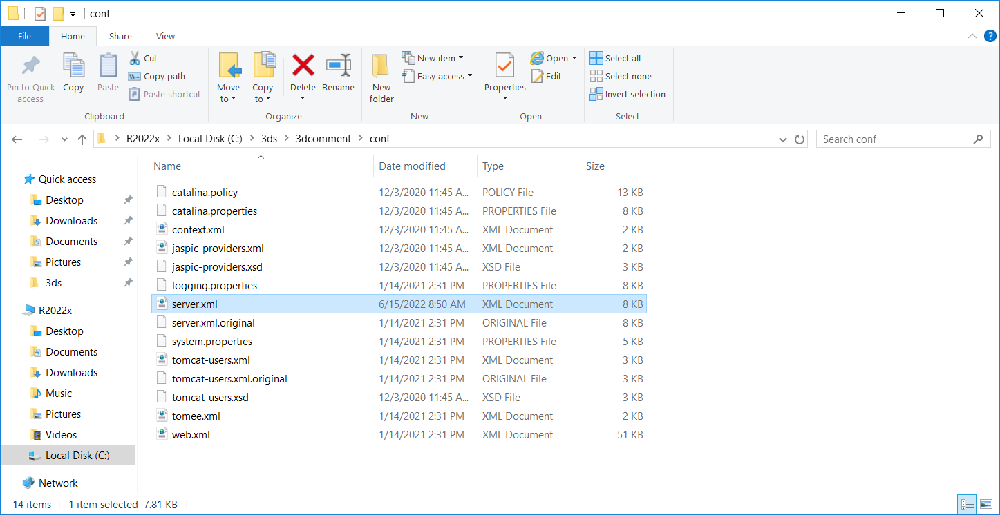 conf
File Home Share View
Pin to Quick access
Copy
Paste
Cut
Copy path
Paste shortcut
Clipboard
Move to
Copy to
Delete
Rename
Organize
New folder
New item
Easy access
New
Properties
Open
Edit
Open
Select all
Select none
Invert selection
Select
R2022x > Local Disk (C:) > 3ds > 3dcomment > conf
Search conf
Quick access
Desktop
Downloads
Documents
Pictures
3ds
R2022x
Desktop
Documents
Downloads
Music
Pictures
Videos
Local Disk (C:)
Network
Name Date modified Type Size
catalina.policy 12/3/2020 11:45 A... POLICY File 13 KB
catalina.properties 12/3/2020 11:45 A... PROPERTIES File 8 KB
context.xml 12/3/2020 11:45 A... XML Document 2 KB
jaspic-providers.xml 12/3/2020 11:45 A... XML Document 2 KB
jaspic-providers.xsd 12/3/2020 11:45 A... XSD File 3 KB
logging.properties 1/14/2021 2:31 PM PROPERTIES File 8 KB
server.xml 6/15/2022 8:50 AM XML Document 8 KB
server.xml.original 1/14/2021 2:31 PM ORIGINAL File 8 KB
system.properties 1/14/2021 2:31 PM PROPERTIES File 5 KB
tomcat-users.xml 1/14/2021 2:31 PM XML Document 3 KB
tomcat-users.xml.original 1/14/2021 2:31 PM ORIGINAL File 3 KB
tomcat-users.xsd 12/3/2020 11:45 A... XSD File 3 KB
tomee.xml 1/14/2021 2:31 PM XML Document 2 KB
web.xml 1/14/2021 2:31 PM XML Document 51 KB
14 items 1 item selected 7.81 KB